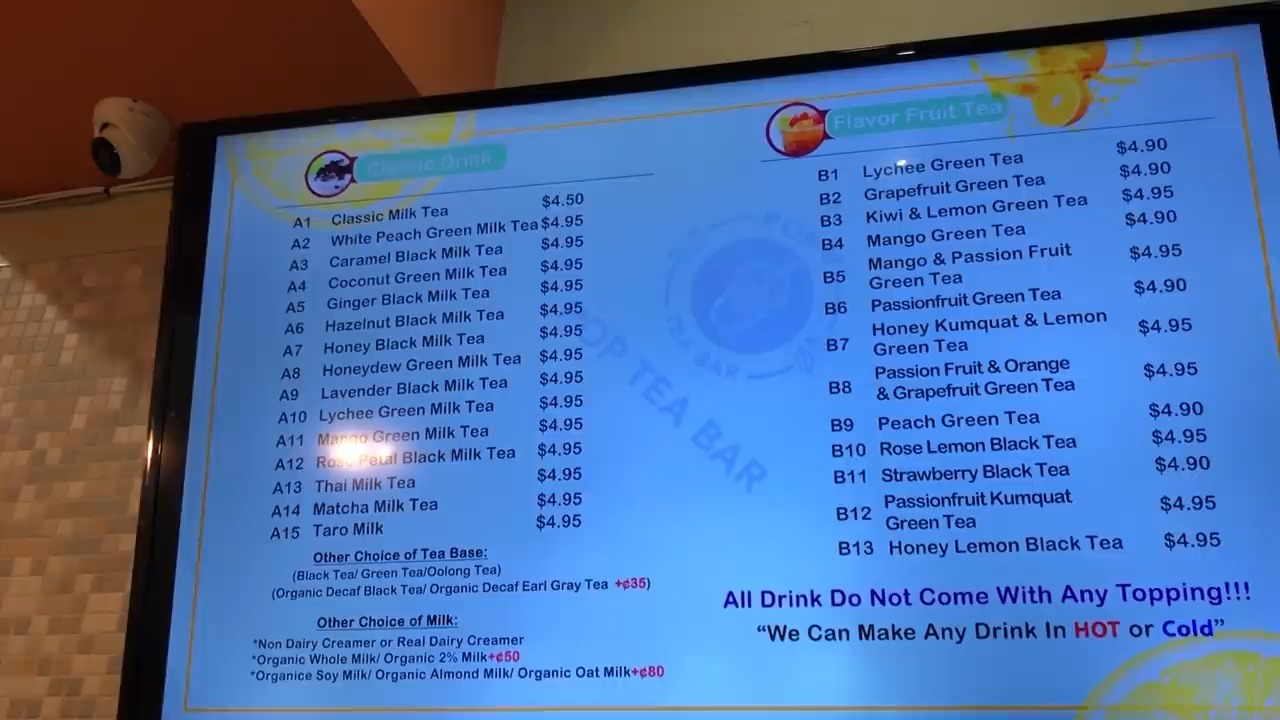 Classic Drink
A1 Classic Milk Tea $4.50
A2 White Peach Green Milk Tea $4.95
A3 Caramel Black Milk Tea $4.95
A4 Coconut Green Milk Tea $4.95
A5 Ginger Black Milk Tea $4.95
A6 Hazelnut Black Milk Tea $4.95
A7 Honey Black Milk Tea $4.95
A8 Honeydew Green Milk Tea $4.95
A9 Lavender Black Milk Tea $4.95
A10 Lychee Green Milk Tea $4.95
A11 Mango Green Milk Tea $4.95
A12 Rose Petal Black Milk Tea $4.95
A13 Thai Milk Tea $4.95
A14 Matcha Milk Tea $4.95
A15 Taro Milk $4.95
Other Choice of Tea Base:
(Black Tea/ Green Tea/Oolong Tea)
(Organic Decaf Black Tea/ Organic Decaf Earl Gray Tea +¢35)
Other Choice of Milk:
*Non Dairy Creamer or Real Dairy Creamer
*Organic Whole Milk/ Organic 2% Milk+¢50
*Organice Soy Milk/ Organic Almond Milk/ Organic Oat Milk+¢80
POP TEA BAR
TEA BAR
Flavor Fruit Tea
B1 Lychee Green Tea $4.90
B2 Grapefruit Green Tea $4.90
B3 Kiwi & Lemon Green Tea $4.95
B4 Mango Green Tea $4.90
B5 Mango & Passion Fruit
Green Tea $4.95
B6 Passionfruit Green Tea $4.90
B7 Honey Kumquat & Lemon
Green Tea $4.95
B8 Passion Fruit & Orange
& Grapefruit Green Tea $4.95
B9 Peach Green Tea $4.90
B10 Rose Lemon Black Tea $4.95
B11 Strawberry Black Tea $4.90
B12 Passionfruit Kumquat
Green Tea $4.95
B13 Honey Lemon Black Tea $4.95
All Drink Do Not Come With Any Topping!!!
“We Can Make Any Drink In HOT or Cold”